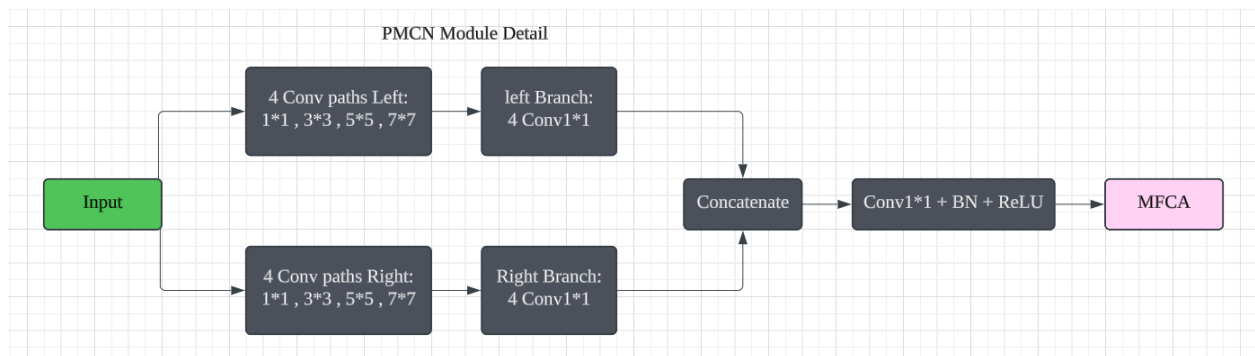 PMCN Module Detail
4 Conv paths Left:
1*1 , 3*3 , 5*5 , 7*7
left Branch:
4 Conv1*1
Input
Concatenate
Conv1*1 + BN + ReLU
MFCA
4 Conv paths Right:
1*1 , 3*3 , 5*5 , 7*7
Right Branch:
4 Conv1*1